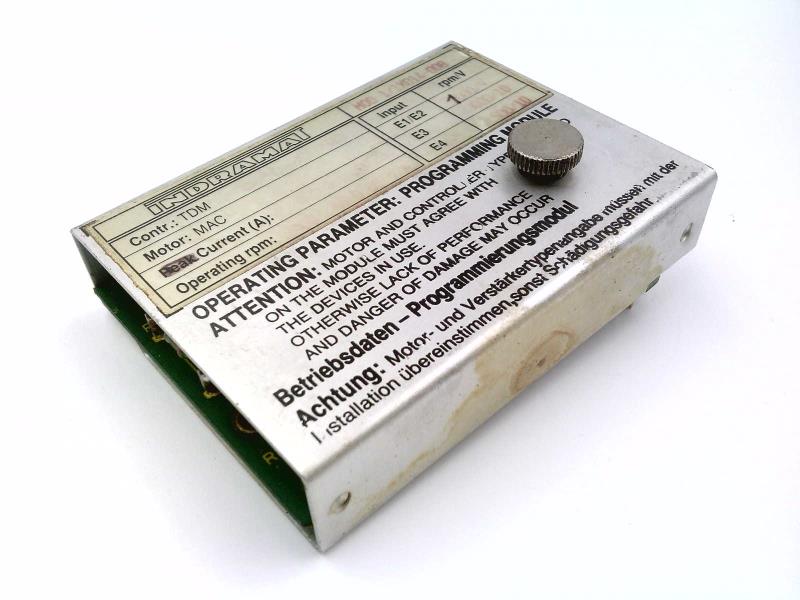 INDRAMAT
Contr.: TDM
Motor: MAC
Peak Current (A):
Operating rpm:
input rpm/V
E1/E2
E3
E4
OPERATING PARAMETER: PROGRAMMING MODULE
ATTENTION: MOTOR AND CONTROLLER TYP
ON THE MODULE MUST AGREE WITH
THE DEVICES IN USE.
OTHERWISE LACK OF PERFORMANCE
AND DANGER OF DAMAGE MAY OCCUR
Betriebsdaten – Programmierungsmodul
Achtung: Motor- und Verstärkertypenangabe müssen mit der
Installation übereinstimmen, sonst Schädigungsgefahr